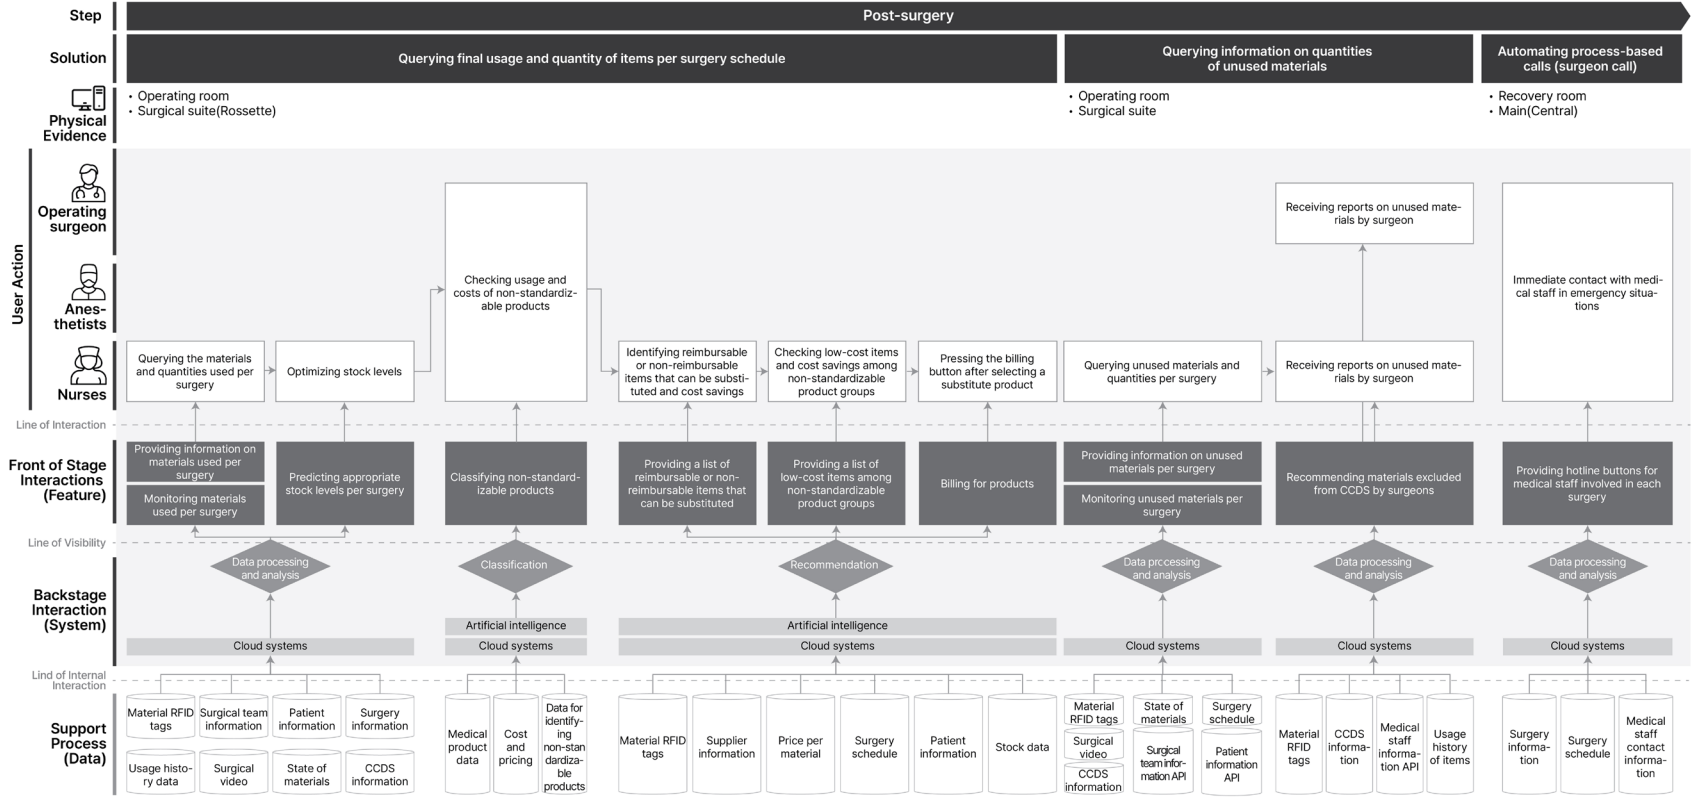 Step
Post-surgery
Solution
Querying final usage and quantity of items per surgery schedule
Querying information on quantities
of unused materials
Automating process-based
calls (surgeon call)
Physical
Evidence
• Operating room
• Surgical suite(Rossette)
• Operating room
• Surgical suite
• Recovery room
• Main(Central)
User Action
Operating
surgeon
Anes-
thetists
Nurses
Receiving reports on unused mate-
rials by surgeon
Checking usage and
costs of non-standardiz-
able products
Immediate contact with medi-
cal staff in emergency situa-
tions
Querying the materials
and quantities used per
surgery
Optimizing stock levels
Identifying reimbursable
or non-reimbursable
items that can be substi-
tuted and cost savings
Checking low-cost items
and cost savings among
non-standardizable
product groups
Pressing the billing
button after selecting a
substitute product
Querying unused materials and
quantities per surgery
Receiving reports on unused mate-
rials by surgeon
Line of Interaction
Front of Stage
Interactions
(Feature)
Providing information on
materials used per
surgery
Monitoring materials
used per surgery
Predicting appropriate
stock levels per surgery
Classifying non-standard-
izable products
Providing a list of
reimbursable or non-
reimbursable items that
can be substituted
Providing a list of
low-cost items among
non-standardizable
product groups
Billing for products
Providing information on unused
materials per surgery
Monitoring unused materials per
surgery
Recommending materials excluded
from CCDS by surgeons
Providing hotline buttons for
medical staff involved in each
surgery
Line of Visibility
Backstage
Interaction
(System)
Data processing
and analysis
Classification
Recommendation
Data prcessing
and analysis
Data processing
and analysis
Data processing
and analysis
Artificial intelligence
Artificial intelligence
Cloud systems
Cloud systems
Cloud systems
Cloud systems
Cloud systems
Cloud systems
Lind of Internal
Interaction
Support
Process
(Data)
Material RFID
tags
Surgical team
information
Patient
information
Surgery
information
Usage histo-
ry data
Surgical
video
State of
materials
CCDS
information
Medical
product
data
Cost
and
pricing
Data for
identify-
ing
non-stan
dardiza-
ble
products
Material RFID
tags
Supplier
information
Price per
material
Surgery
schedule
Patient
information
Stock data
Material
RFID tags
Surgical
video
CCDS
information
State of
materials
Surgical
team infor-
mation API
Surgery
schedule
Patient
information
API
Material
RFID
tags
CCDS
informa-
tion
Medical
staff
informa-
tion API
Usage
history
of items
Surgery
informa-
tion
Surgery
schedule
Medical
staff
contact
informa-
tion